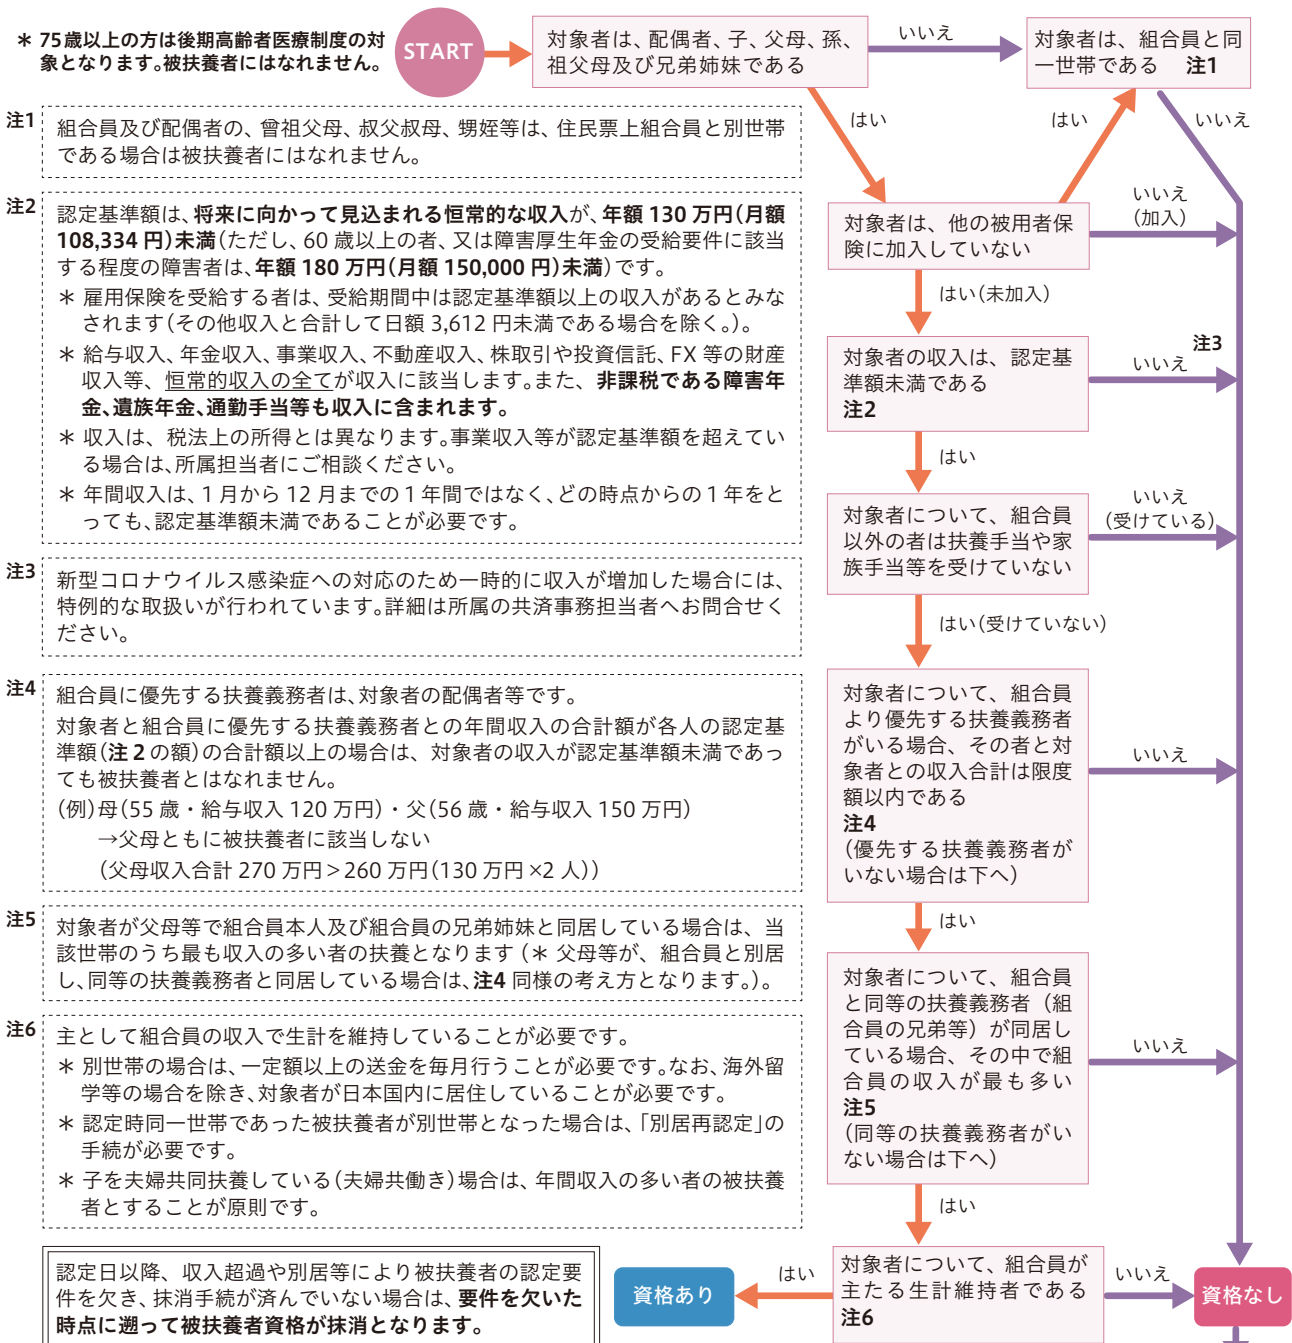 ＊ 75歳以上の方は後期高齢者医療制度の対
象となります。被扶養者にはなれません。
START
対象者は、配偶者、子、父母、孫、
祖父母及び兄弟姉妹である
いいえ
対象者は、組合員と同
一世帯である　注1
はい
はい
いいえ
注1
組合員及び配偶者の、曾祖父母、叔父叔母、甥姪等は、住民票上組合員と別世帯
である場合は被扶養者にはなれません。
注2
認定基準額は、将来に向かって見込まれる恒常的な収入が、年額 130 万円（月額
108,334 円）未満（ただし、60 歳以上の者、又は障害厚生年金の受給要件に該当
する程度の障害者は、年額 180 万円（月額 150,000 円）未満）です。
＊ 雇用保険を受給する者は、受給期間中は認定基準額以上の収入があるとみな
されます（その他収入と合計して日額 3,612 円未満である場合を除く。）。
＊ 給与収入、年金収入、事業収入、不動産収入、株取引や投資信託、FX 等の財産
収入等、恒常的収入の全てが収入に該当します。また、非課税である障害年
金、遺族年金、通勤手当等も収入に含まれます。
＊ 収入は、税法上の所得とは異なります。事業収入等が認定基準額を超えてい
る場合は、所属担当者にご相談ください。
＊ 年間収入は、1 月から 12 月までの 1 年間ではなく、どの時点からの 1 年をと
っても、認定基準額未満であることが必要です。
対象者は、他の被用者保
険に加入していない
いいえ
（加入）
はい（未加入）
対象者の収入は、認定基
準額未満である
注2
注3
いいえ
はい
対象者について、組合員
以外の者は扶養手当や家
族手当等を受けていない
いいえ
（受けている）
はい（受けていない）
注3
新型コロナウイルス感染症への対応のため一時的に収入が増加した場合には、
特例的な取扱いが行われています。詳細は所属の共済事務担当者へお問合せく
ださい。
注4
組合員に優先する扶養義務者は、対象者の配偶者等です。
対象者と組合員に優先する扶養義務者との年間収入の合計額が各人の認定基
準額（注 2 の額）の合計額以上の場合は、対象者の収入が認定基準額未満であっ
ても被扶養者とはなれません。
（例）母（55 歳・給与収入 120 万円）・父（56 歳・給与収入 150 万円）
→父母ともに被扶養者に該当しない
（父母収入合計 270 万円＞260 万円（130 万円 ×2 人））
対象者について、組合員
より優先する扶養義務者
がいる場合、その者と対
象者との収入合計は限度
額以内である
注4
（優先する扶養義務者が
いない場合は下へ）
いいえ
はい
注5
対象者が父母等で組合員本人及び組合員の兄弟姉妹と同居している場合は、当
該世帯のうち最も収入の多い者の扶養となります（＊ 父母等が、組合員と別居
し、同等の扶養義務者と同居している場合は、注4 同様の考え方となります。）。
対象者について、組合員
と同等の扶養義務者（組
合員の兄弟等）が同居し
ている場合、その中で組
合員の収入が最も多い
注5
（同等の扶養義務者がい
ない場合は下へ）
いいえ
はい
注6
主として組合員の収入で生計を維持していることが必要です。
＊ 別世帯の場合は、一定額以上の送金を毎月行うことが必要です。なお、海外留
学等の場合を除き、対象者が日本国内に居住していることが必要です。
＊ 認定時同一世帯であった被扶養者が別世帯となった場合は、「別居再認定」の
手続が必要です。
＊ 子を夫婦共同扶養している（夫婦共働き）場合は、年間収入の多い者の被扶養
者とすることが原則です。
認定日以降、収入超過や別居等により被扶養者の認定要
件を欠き、抹消手続が済んでいない場合は、要件を欠いた
時点に遡って被扶養者資格が抹消となります。
資格あり
はい
対象者について、組合員が
主たる生計維持者である
注6
いいえ
資格なし